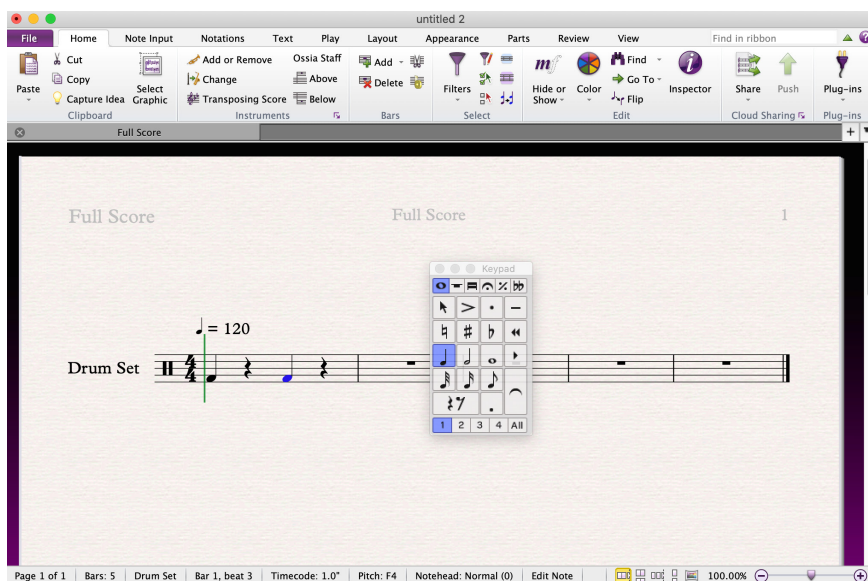 untitled 2
File Home Note Input Notations Text Play Layout Appearance Parts Review View Find in ribbon
Cut Add or Remove Ossia Staff Add Find
Copy Change Above Delete Go To
Paste Capture Idea Select Graphic Transposing Score Below Filters mf Hide or Show Color Flip Inspector Share Push Plug-ins
Clipboard Instruments Bars Select Edit Cloud Sharing Plug-ins
Full Score
Full Score Full Score 1
Keypad
= 120
Drum Set 4/4
1 2 3 4 All
Page 1 of 1 Bars: 5 Drum Set Bar 1, beat 3 Timecode: 1.0" Pitch: F4 Notehead: Normal (0) Edit Note 100.00%